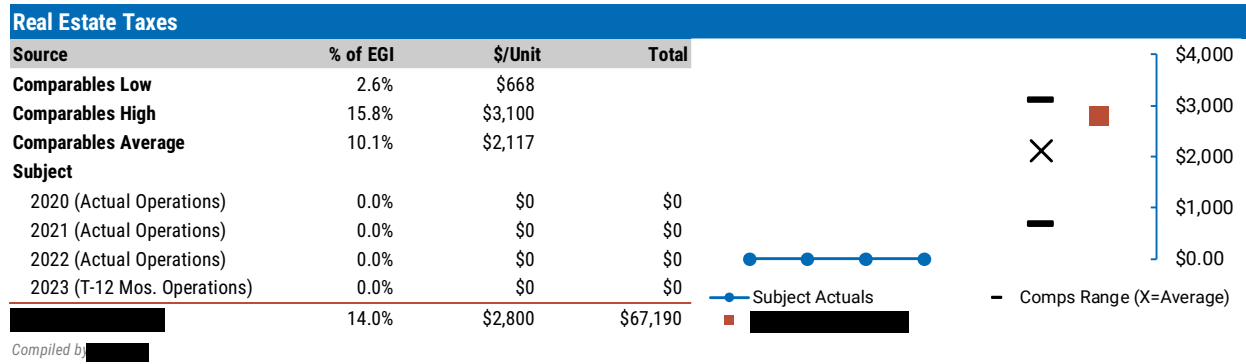 Real Estate Taxes
Source % of EGI $/Unit Total
Comparables Low 2.6% $668
Comparables High 15.8% $3,100
Comparables Average 10.1% $2,117
Subject
2020 (Actual Operations) 0.0% $0 $0
2021 (Actual Operations) 0.0% $0 $0
2022 (Actual Operations) 0.0% $0 $0
2023 (T-12 Mos. Operations) 0.0% $0 $0
14.0% $2,800 $67,190
Compiled by
$4,000
$3,000
$2,000
$1,000
$0.00
Subject Actuals
Comps Range (X=Average)